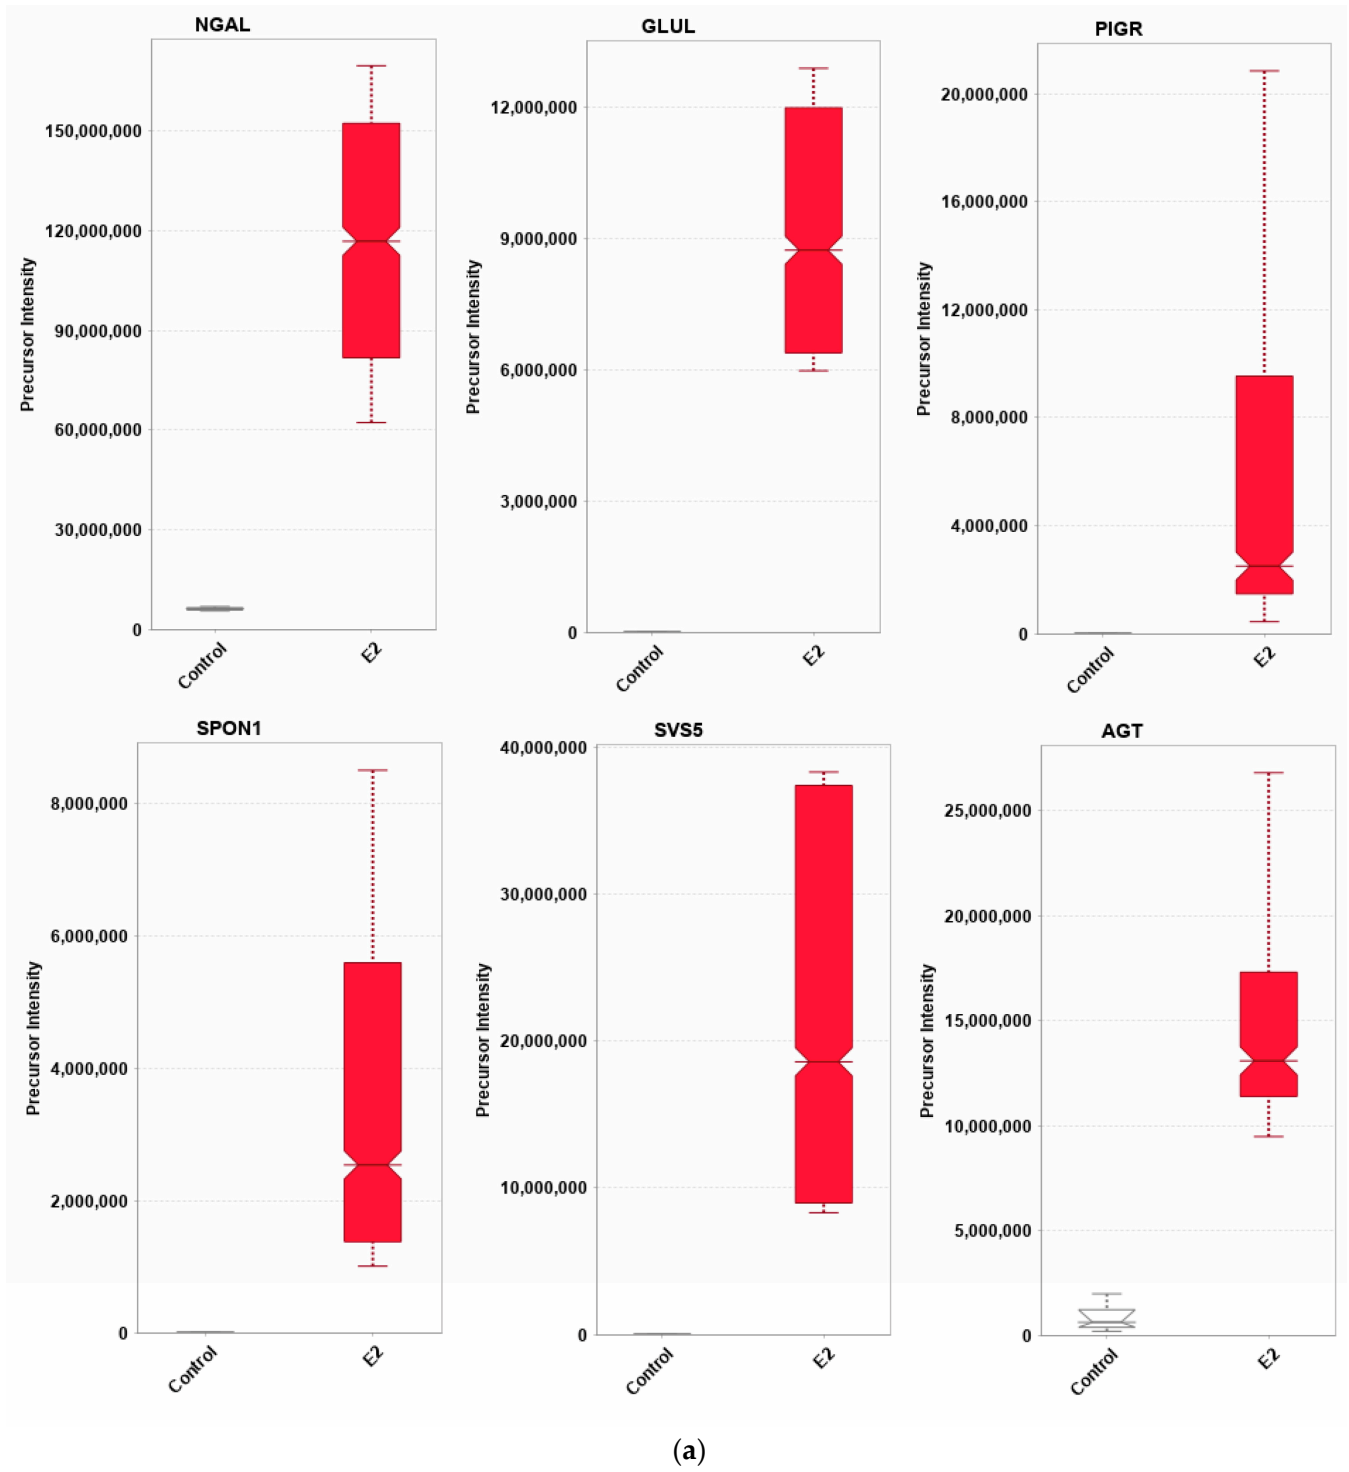 NGAL
Precursor Intensity
150,000,000
120,000,000
90,000,000
60,000,000
30,000,000
0
Control
E2
GLUL
Precursor Intensity
12,000,000
9,000,000
6,000,000
3,000,000
0
Control
E2
PIGR
Precursor Intensity
20,000,000
16,000,000
12,000,000
8,000,000
4,000,000
0
Control
E2
SPON1
Precursor Intensity
8,000,000
6,000,000
4,000,000
2,000,000
0
Control
E2
SVS5
Precursor Intensity
40,000,000
30,000,000
20,000,000
10,000,000
0
Control
E2
AGT
Precursor Intensity
25,000,000
20,000,000
15,000,000
10,000,000
5,000,000
0
Control
E2
(a)